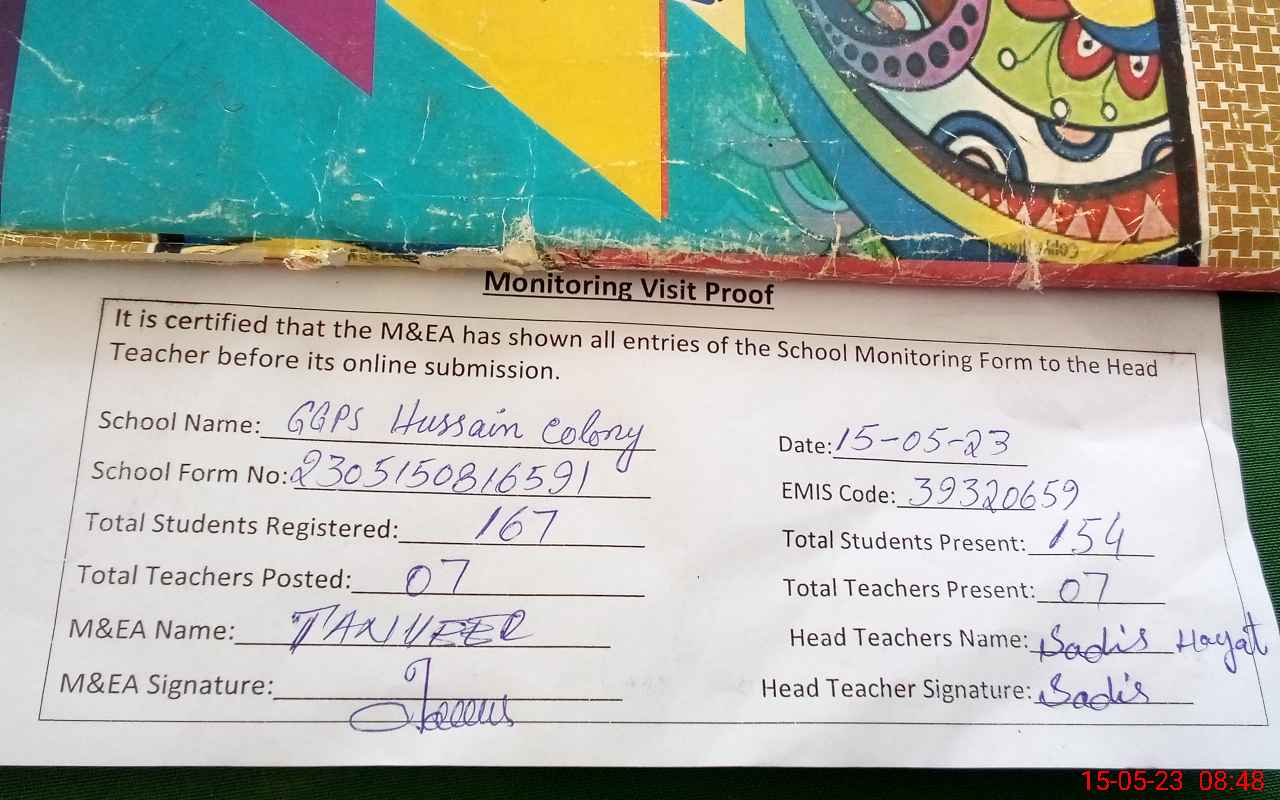 Monitoring Visit Proof
It is certified that the M&EA has shown all entries of the School Monitoring Form to the Head
Teacher before its online submission.
School Name: GGPS Hussain Colony
Date: 15-05-23
School Form No: 2305150816591
EMIS Code: 39320659
Total Students Registered: 167
Total Students Present: 154
Total Teachers Posted: 07
Total Teachers Present: 07
M&EA Name: TANVEER
Head Teachers Name: Sadis Hayat
M&EA Signature:
Head Teacher Signature: Sadis
15-05-23 08:48